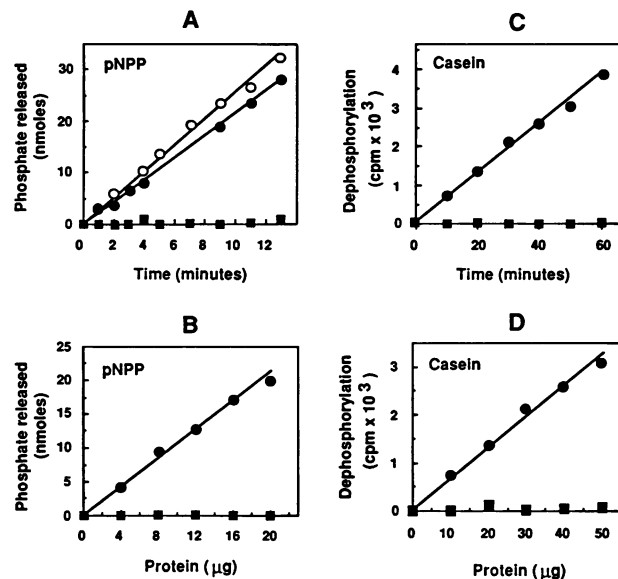 A
pNPP
Phosphate released
(nmoles)
30
20
10
0
0 2 4 6 8 10 12
Time (minutes)
C
Casein
Dephosphorylation
(cpm x 10³)
4
3
2
1
0
0 20 40 60
Time (minutes)
B
pNPP
Phosphate released
(nmoles)
25
20
15
10
5
0
0 4 8 12 16 20
Protein (µg)
D
Casein
Dephosphorylation
(cpm x 10³)
3
2
1
0
0 10 20 30 40 50
Protein (µg)